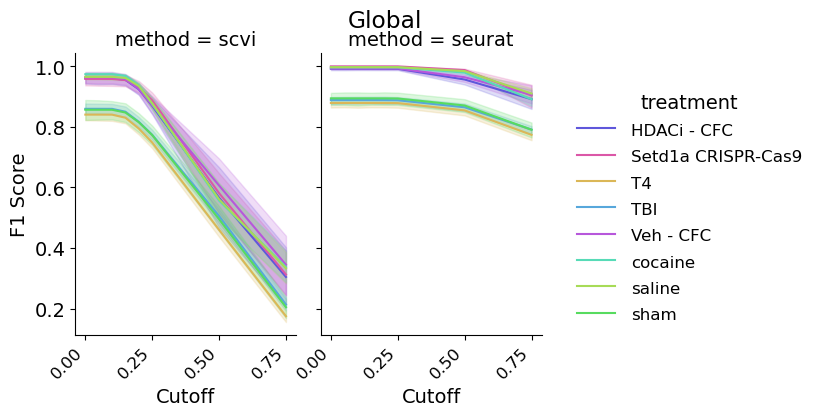 Global
method = scvi
method = seurat
1.0
0.8
0.6
0.4
0.2
F1 Score
0.00
0.25
0.50
0.75
Cutoff
0.00
0.25
0.50
0.75
Cutoff
treatment
HDACi - CFC
Setd1a CRISPR-Cas9
T4
TBI
Veh - CFC
cocaine
saline
sham